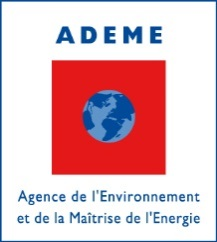 ADEME
Agence de l'Environnement
et de la Maîtrise de l'Energie